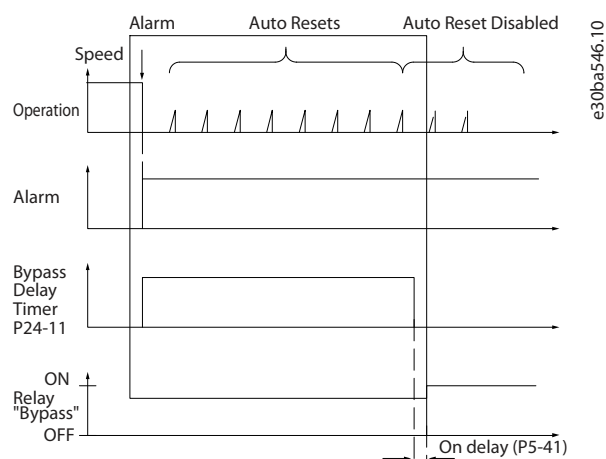 Alarm
Auto Resets
Auto Reset Disabled
Speed
Operation
Alarm
Bypass
Delay
Timer
P24-11
ON
Relay
"Bypass"
OFF
On delay (P5-41)
e30ba546.10